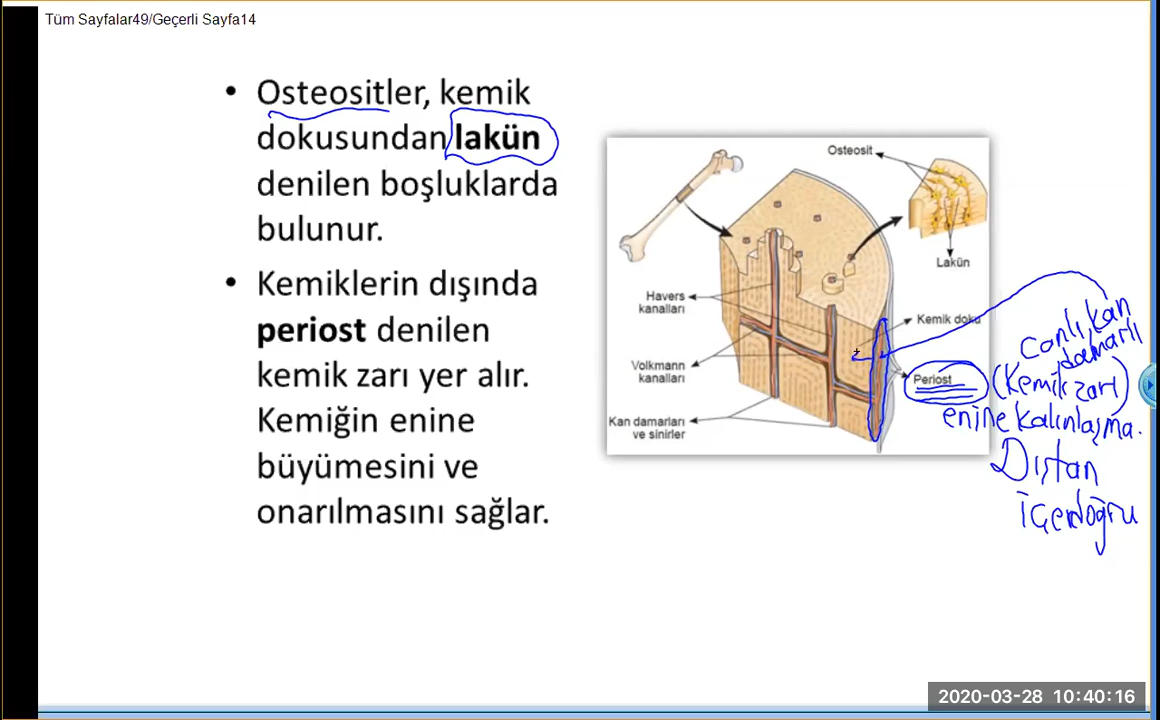 Tüm Sayfalar49/Geçerli Sayfa14
• Osteositler, kemik
dokusundan lakün
denilen boşluklarda
bulunur.
• Kemiklerin dışında
periost denilen
kemik zarı yer alır.
Kemiğin enine
büyümesini ve
onarılmasını sağlar.
Osteosit
Lakün
Havers
kanalları
Kemik doku
Volkmann
kanalları
Periost
Kan damarları
ve sinirler
canlı, kan
damarlı
(Kemik zarı)
enine kalınlaşma.
Dıştan
içerdoğru
2020-03-28 10:40:16